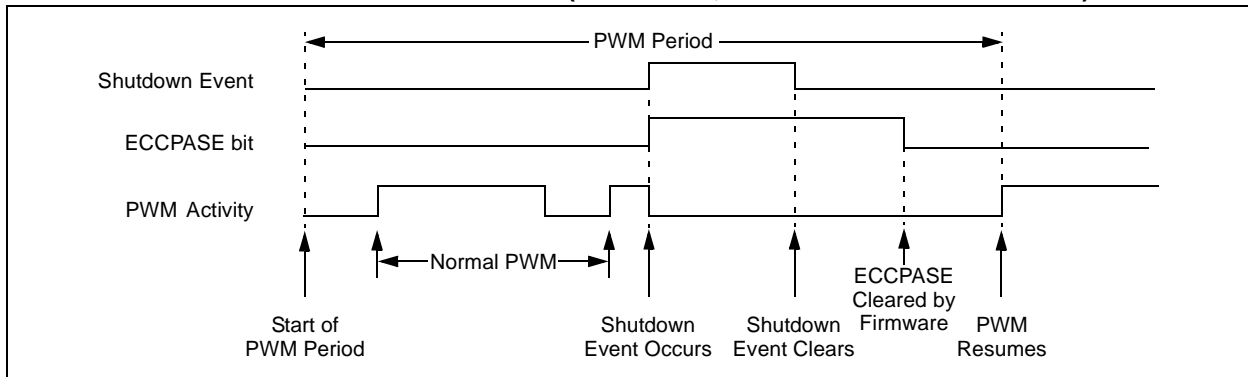 PWM Period
Shutdown Event
ECCPASE bit
PWM Activity
Normal PWM
Start of
PWM Period
Shutdown
Event Occurs
Shutdown
Event Clears
ECCPASE
Cleared by
Firmware
PWM
Resumes